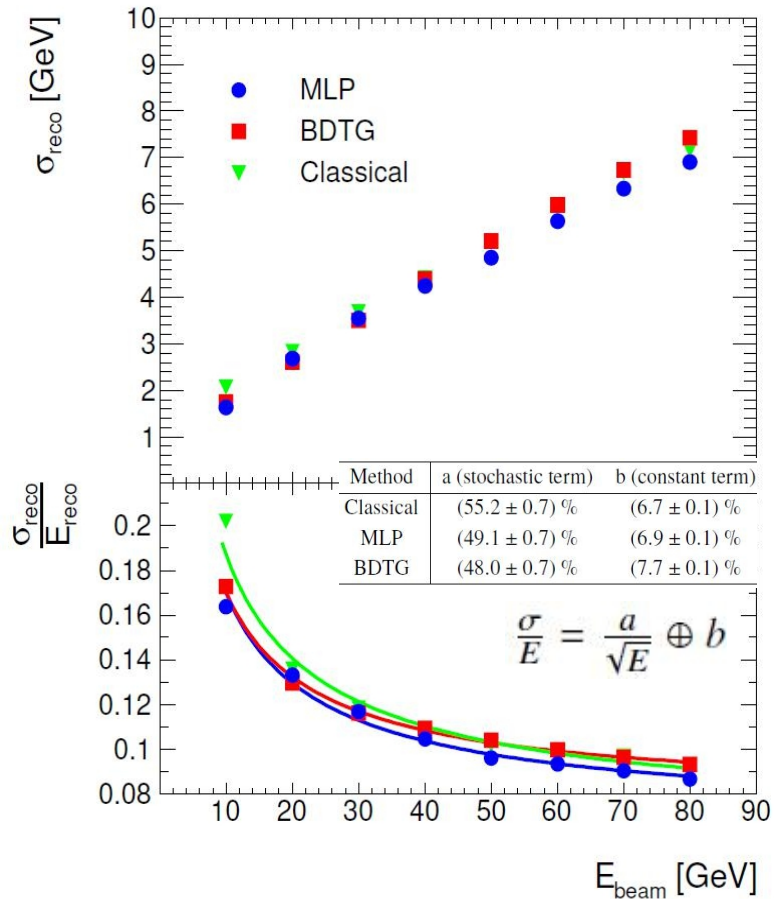 σreco [GeV]
10
9
8
7
6
5
4
3
2
1
MLP
BDTG
Classical
σreco
Ereco
0.2
0.18
0.16
0.14
0.12
0.1
0.08
Method a (stochastic term) b (constant term)
Classical (55.2 ± 0.7) % (6.7 ± 0.1) %
MLP (49.1 ± 0.7) % (6.9 ± 0.1) %
BDTG (48.0 ± 0.7) % (7.7 ± 0.1) %
σ/E = a/√E ⊕ b
10 20 30 40 50 60 70 80 90
Ebeam [GeV]